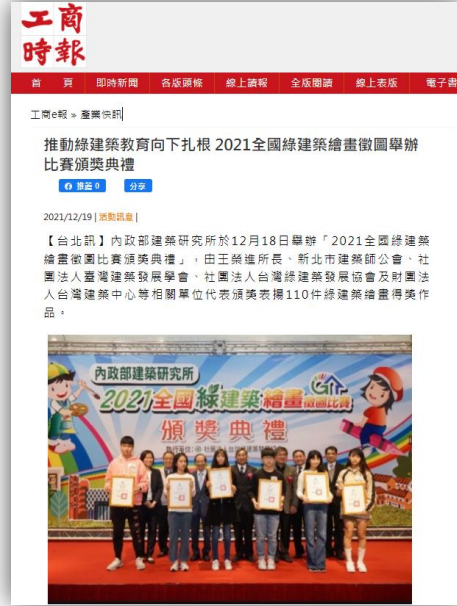 工商
時報
首　頁 即時新聞 各版頭條 線上讀報 全版閱讀 線上表版 電子書
工商e報 » 產業快訊
推動綠建築教育向下扎根 2021全國綠建築繪畫徵圖舉辦
比賽頒獎典禮
推薦 0 分享
2021/12/19 | 活動訊息 |
【台北訊】內政部建築研究所於12月18日舉辦「2021全國綠建築
繪畫徵圖比賽頒獎典禮」，由王榮進所長、新北市建築師公會、社
團法人臺灣建築發展學會、社團法人台灣綠建築發展協會及財團法
人台灣建築中心等相關單位代表頒獎表揚110件綠建築繪畫得獎作
品。
內政部建築研究所
2021全國綠建築繪畫徵圖比賽
頒獎典禮